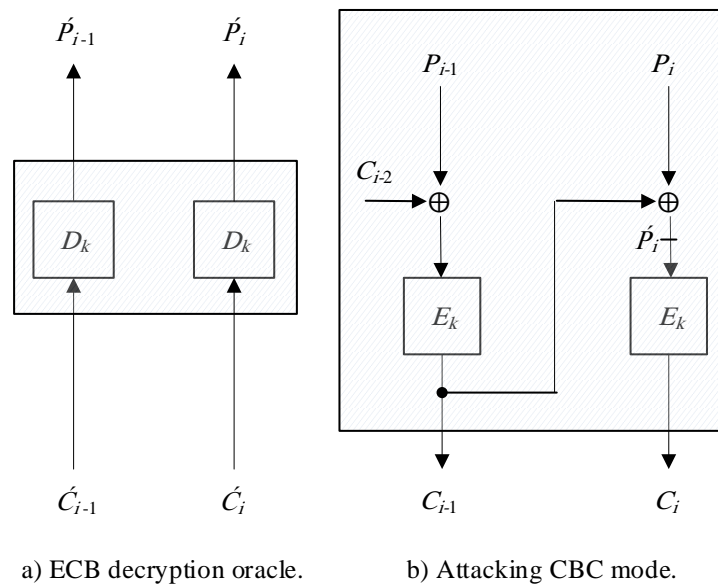 Ṕi-1 Ṕi
Dk Dk
Ći-1 Ći
a) ECB decryption oracle.
Pi-1 Pi
Ci-2 ⊕ ⊕
Ṕi
Ek Ek
Ci-1 Ci
b) Attacking CBC mode.